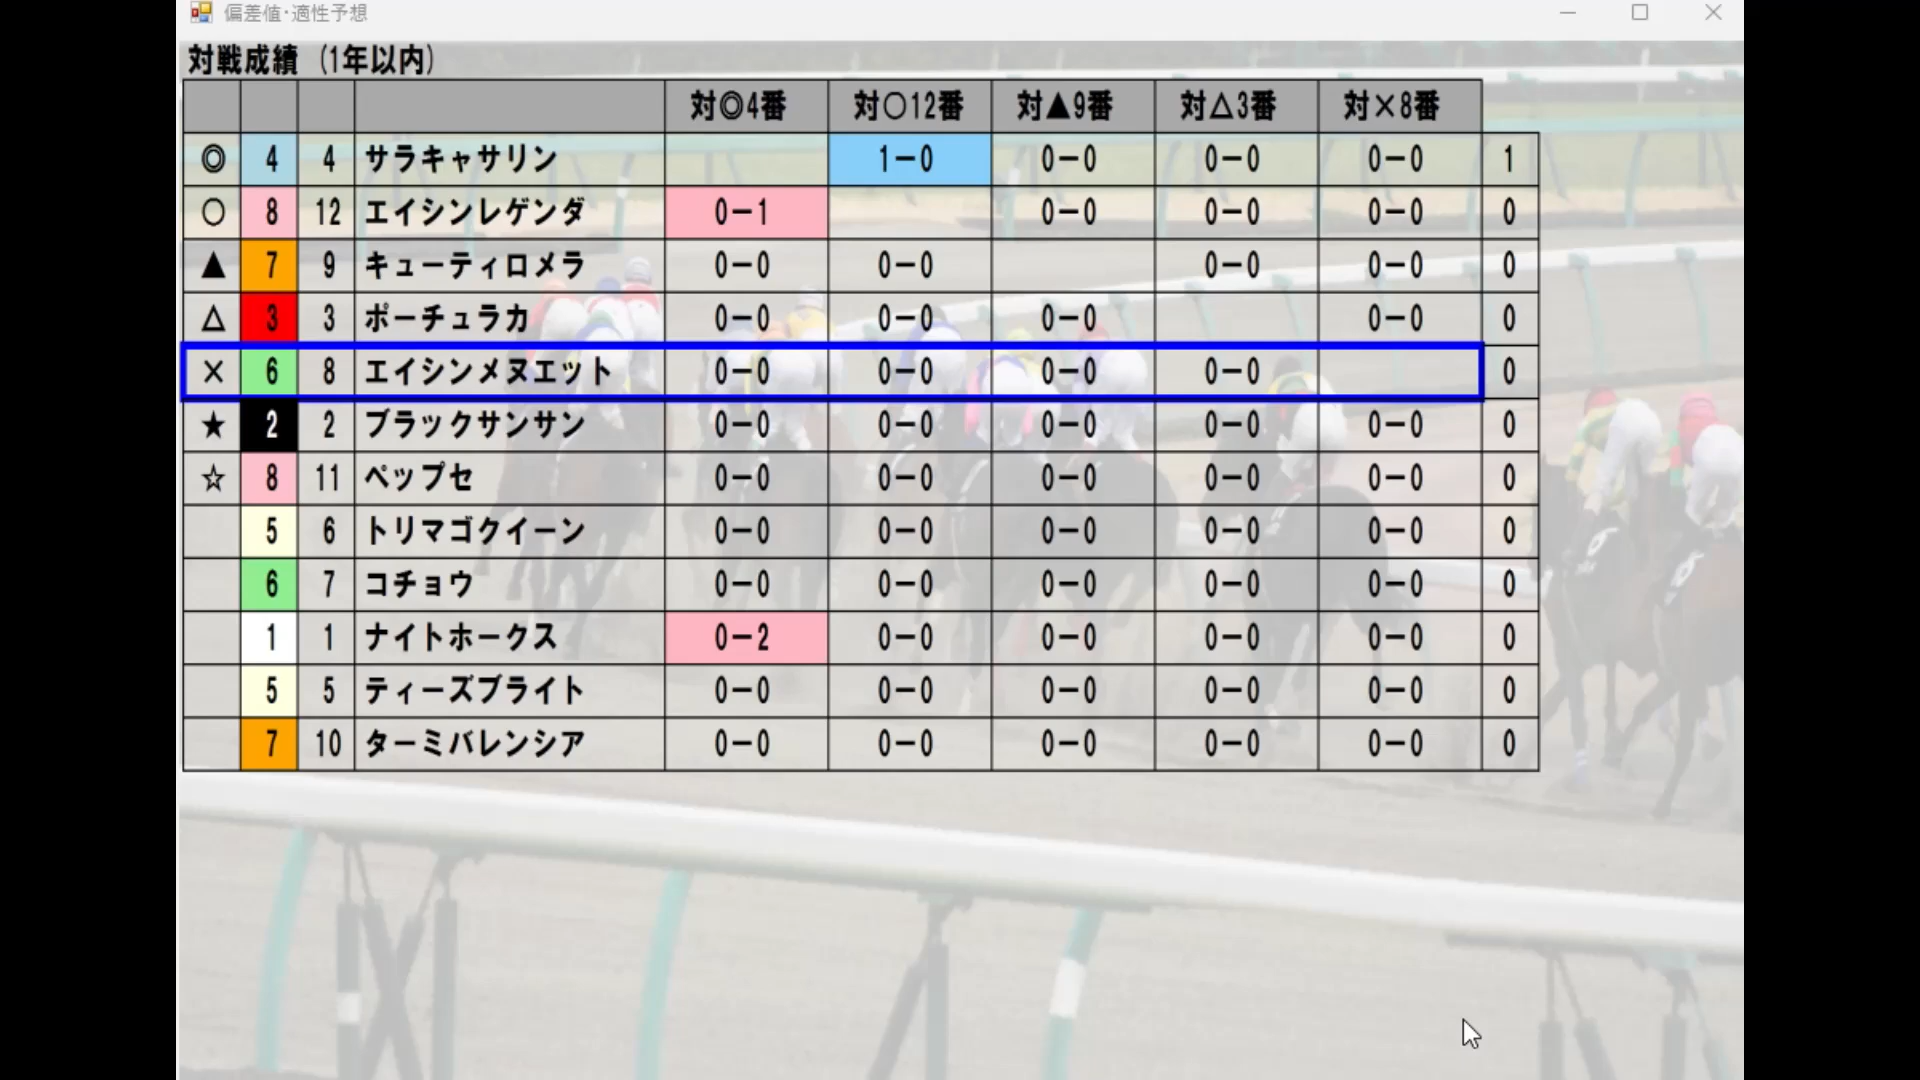 偏差値・適性予想
対戦成績 (1年以内)
対◎4番 対○12番 対▲9番 対△3番 対×8番
◎ 4 4 サラキャサリン 1-0 0-0 0-0 0-0 1
○ 8 12 エイシンレゲンダ 0-1 0-0 0-0 0-0 0
▲ 7 9 キューティロメラ 0-0 0-0 0-0 0-0 0
△ 3 3 ポーチュラカ 0-0 0-0 0-0 0-0 0
× 6 8 エイシンメヌエット 0-0 0-0 0-0 0-0 0
★ 2 2 ブラックサンサン 0-0 0-0 0-0 0-0 0-0 0
☆ 8 11 ペップセ 0-0 0-0 0-0 0-0 0-0 0
5 6 トリマゴクイーン 0-0 0-0 0-0 0-0 0-0 0
6 7 コチョウ 0-0 0-0 0-0 0-0 0-0 0
1 1 ナイトホークス 0-2 0-0 0-0 0-0 0-0 0
5 5 ティーズブライト 0-0 0-0 0-0 0-0 0-0 0
7 10 ターミバレンシア 0-0 0-0 0-0 0-0 0-0 0